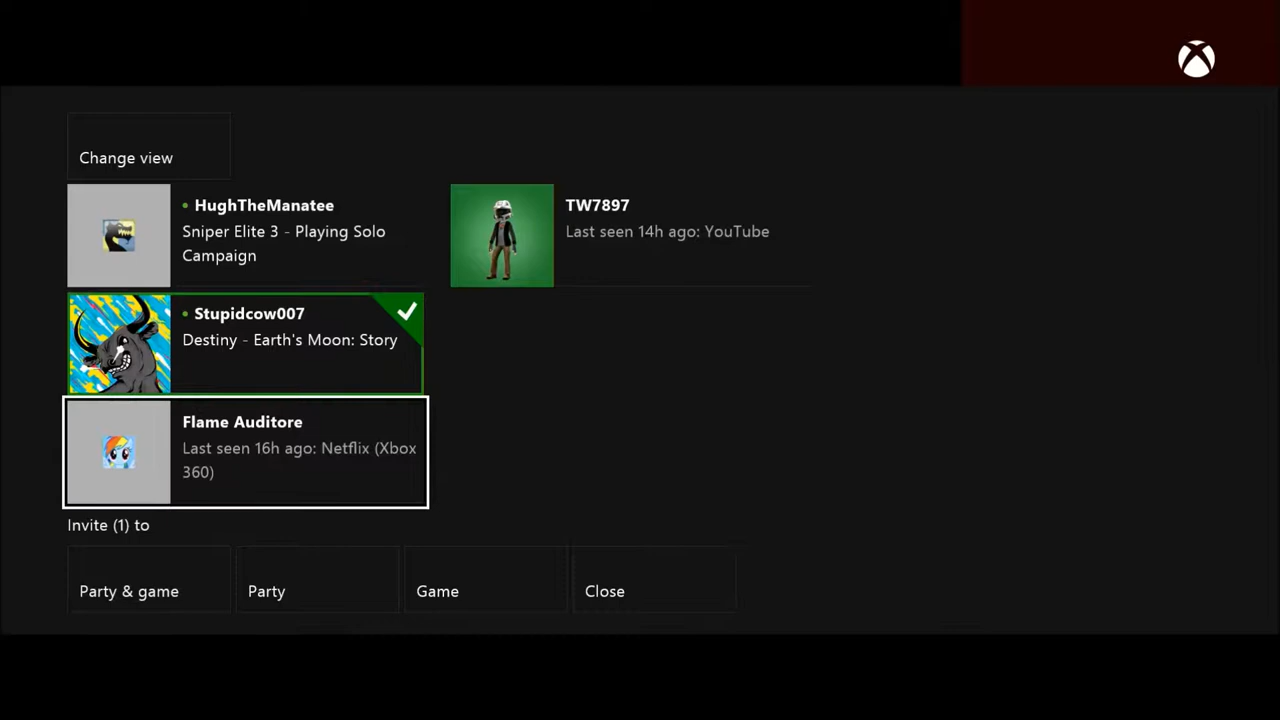 Change view
• HughTheManatee
Sniper Elite 3 - Playing Solo
Campaign
TW7897
Last seen 14h ago: YouTube
• Stupidcow007
Destiny - Earth's Moon: Story
Flame Auditore
Last seen 16h ago: Netflix (Xbox
360)
Invite (1) to
Party & game
Party
Game
Close